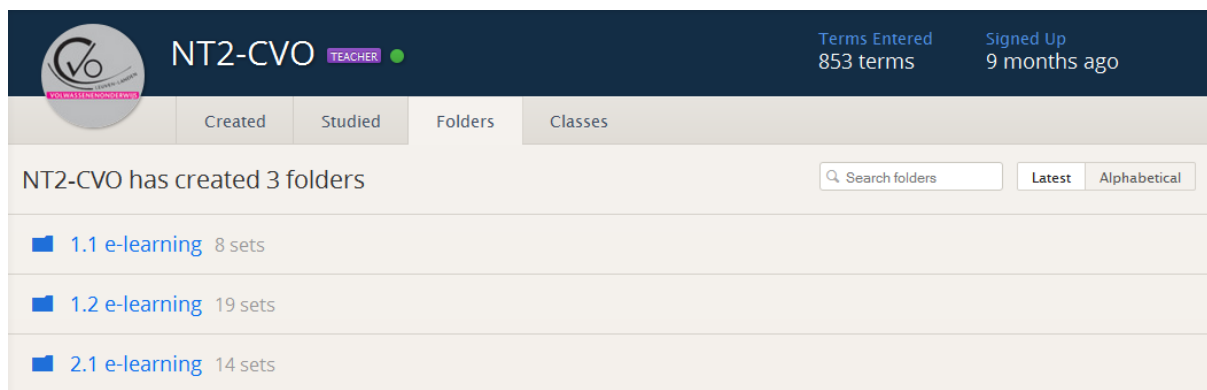 NT2-CVO TEACHER
Terms Entered
853 terms
Signed Up
9 months ago
CVO
LEUVEN-LANDEN
VOLWASSENENONDERWIJS
Created Studied Folders Classes
NT2-CVO has created 3 folders
Search folders
Latest Alphabetical
1.1 e-learning 8 sets
1.2 e-learning 19 sets
2.1 e-learning 14 sets